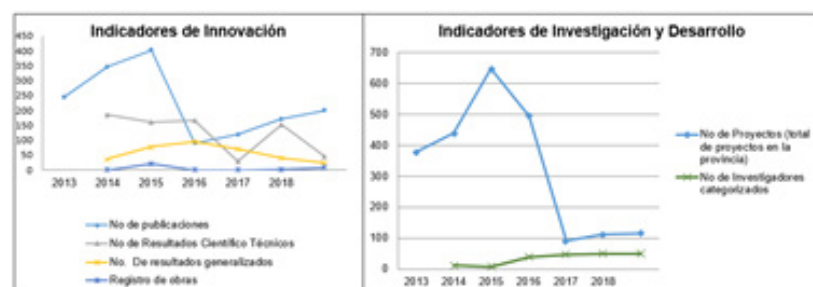 Indicadores de Innovación
450
400
350
300
250
200
150
100
50
0
2013 2014 2015 2016 2017 2018
No de publicaciones
No de Resultados Científico Técnicos
No. De resultados generalizados
Registro de obras
Indicadores de Investigación y Desarrollo
700
600
500
400
300
200
100
0
2013 2014 2015 2016 2017 2018
No de Proyectos (total
de proyectos en la
provincia)
No de Investigadores
categorizados